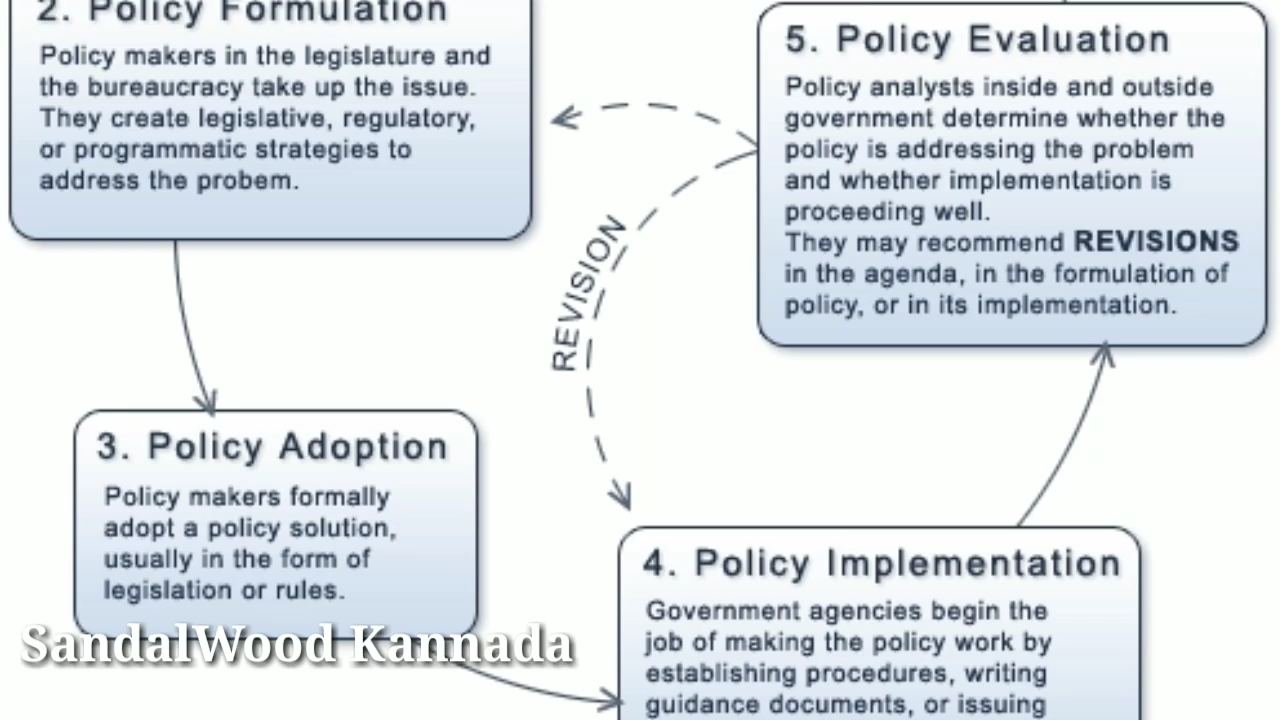 2. Policy Formulation
Policy makers in the legislature and
the bureaucracy take up the issue.
They create legislative, regulatory,
or programmatic strategies to
address the probem.
3. Policy Adoption
Policy makers formally
adopt a policy solution,
usually in the form of
legislation or rules.
REVISION
4. Policy Implementation
Government agencies begin the
job of making the policy work by
establishing procedures, writing
guidance documents, or issuing
5. Policy Evaluation
Policy analysts inside and outside
government determine whether the
policy is addressing the problem
and whether implementation is
proceeding well.
They may recommend REVISIONS
in the agenda, in the formulation of
policy, or in its implementation.
SandalWood Kannada